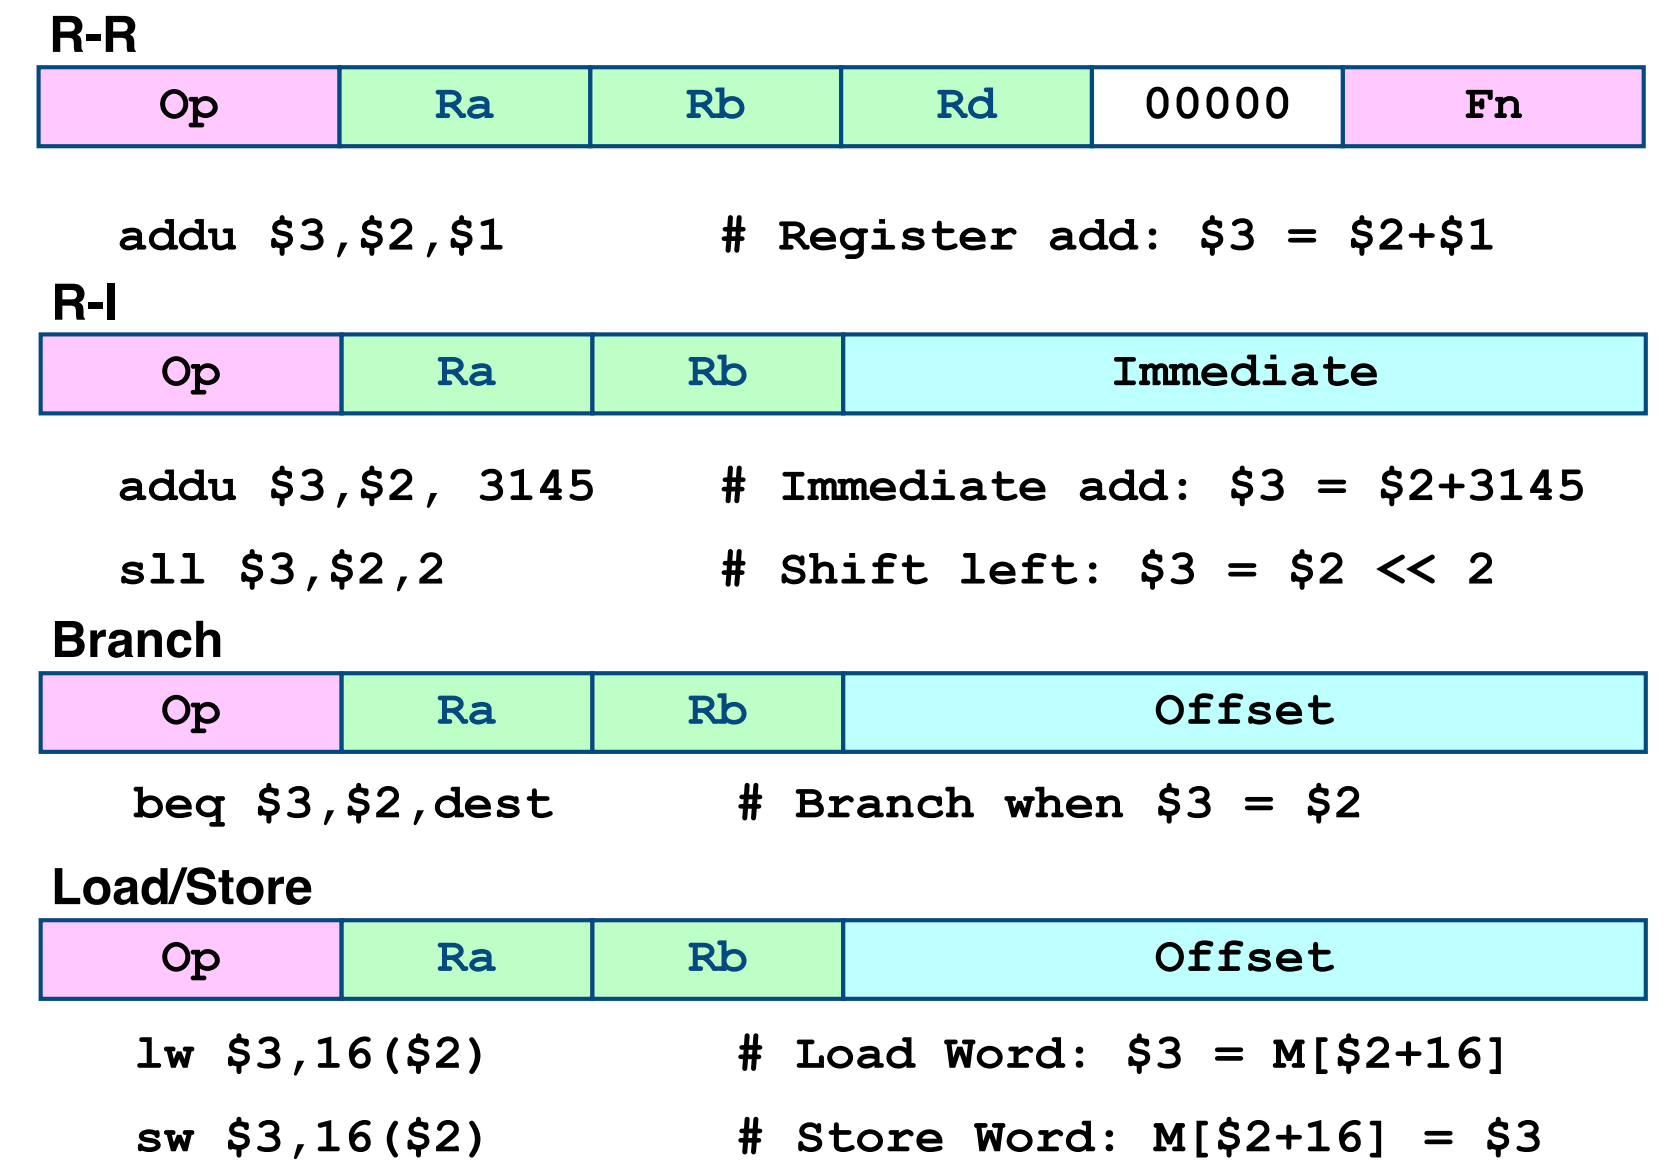 R-R
Op Ra Rb Rd 00000 Fn
addu $3,$2,$1 # Register add: $3 = $2+$1
R-I
Op Ra Rb Immediate
addu $3,$2, 3145 # Immediate add: $3 = $2+3145
sll $3,$2,2 # Shift left: $3 = $2 << 2
Branch
Op Ra Rb Offset
beq $3,$2,dest # Branch when $3 = $2
Load/Store
Op Ra Rb Offset
lw $3,16($2) # Load Word: $3 = M[$2+16]
sw $3,16($2) # Store Word: M[$2+16] = $3